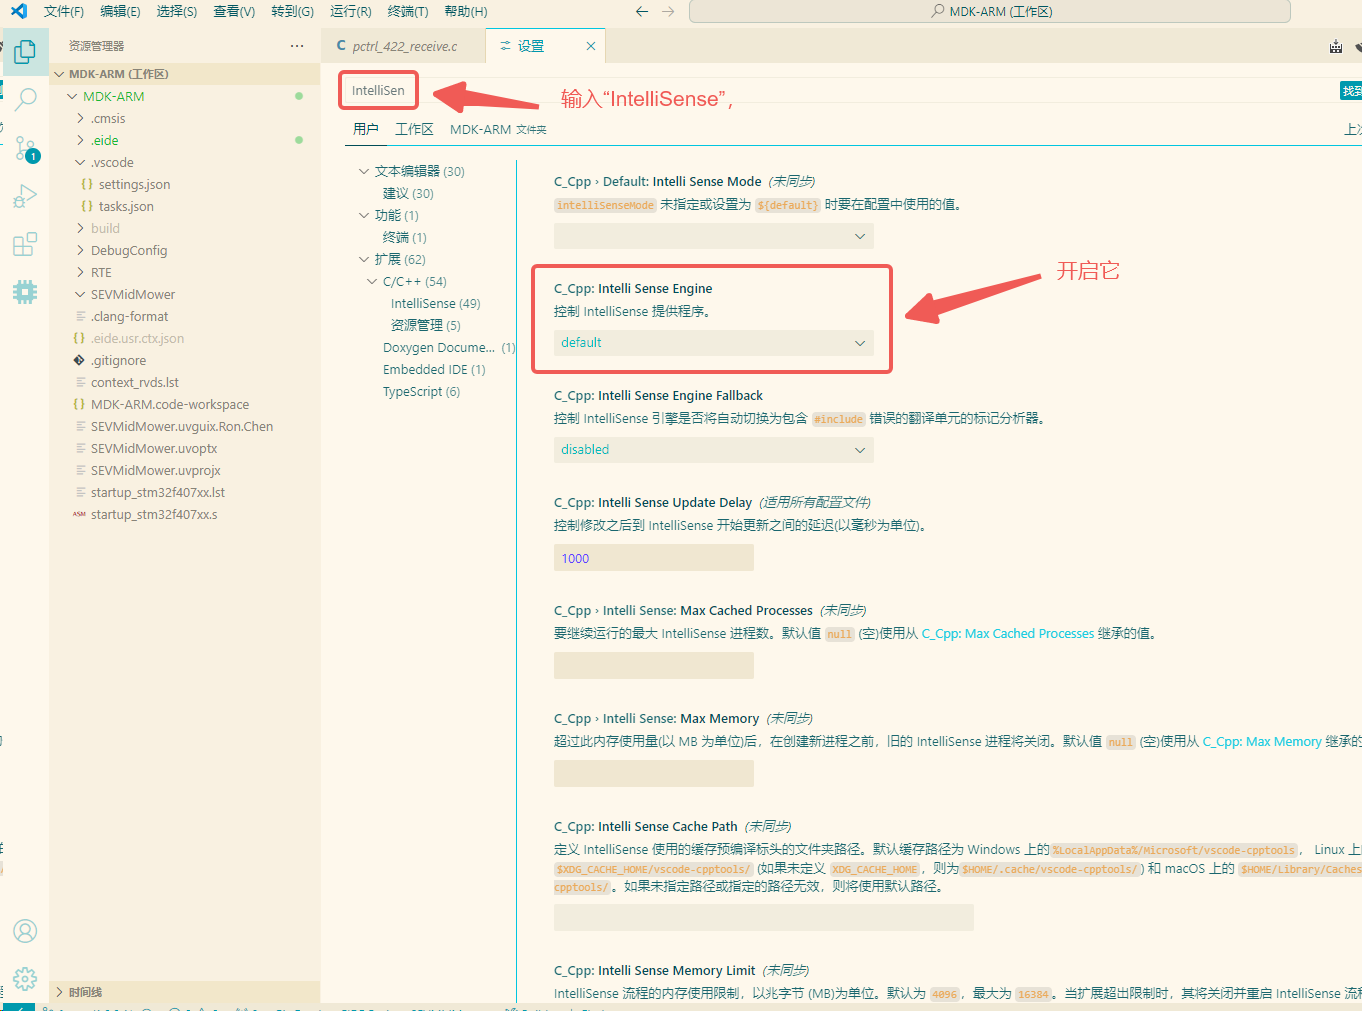 文件(F) 编辑(E) 选择(S) 查看(V) 转到(G) 运行(R) 终端(T) 帮助(H) MDK-ARM (工作区)
资源管理器 ···
C pctrl_422_receive.c 设置
MDK-ARM (工作区)
MDK-ARM
.cmsis
.eide
.vscode
{} settings.json
{} tasks.json
build
DebugConfig
RTE
SEVMidMower
.clang-format
{} .eide.usr.ctx.json
.gitignore
context_rvds.lst
{} MDK-ARM.code-workspace
SEVMidMower.uvguix.Ron.Chen
SEVMidMower.uvoptx
SEVMidMower.uvprojx
startup_stm32f407xx.lst
ASM startup_stm32f407xx.s
时间线
1
IntelliSen
输入“IntelliSense”，
找到
用户 工作区 MDK-ARM 文件夹
上次
文本编辑器 (30)
建议 (30)
功能 (1)
终端 (1)
扩展 (62)
C/C++ (54)
IntelliSense (49)
资源管理 (5)
Doxygen Docume... (1)
Embedded IDE (1)
TypeScript (6)
C_Cpp › Default: Intelli Sense Mode (未同步)
intelliSenseMode 未指定或设置为 ${default} 时要在配置中使用的值。
C_Cpp: Intelli Sense Engine
控制 IntelliSense 提供程序。
default
开启它
C_Cpp: Intelli Sense Engine Fallback
控制 IntelliSense 引擎是否将自动切换为包含 #include 错误的翻译单元的标记分析器。
disabled
C_Cpp: Intelli Sense Update Delay (适用所有配置文件)
控制修改之后到 IntelliSense 开始更新之间的延迟(以毫秒为单位)。
1000
C_Cpp › Intelli Sense: Max Cached Processes (未同步)
要继续运行的最大 IntelliSense 进程数。默认值 null (空)使用从 C_Cpp: Max Cached Processes 继承的值。
C_Cpp › Intelli Sense: Max Memory (未同步)
超过此内存使用量(以 MB 为单位)后，在创建新进程之前，旧的 IntelliSense 进程将关闭。默认值 null (空)使用从 C_Cpp: Max Memory 继承的
C_Cpp: Intelli Sense Cache Path (未同步)
定义 IntelliSense 使用的缓存预编译标头的文件夹路径。默认缓存路径为 Windows 上的 %LocalAppData%/Microsoft/vscode-cpptools， Linux 上
$XDG_CACHE_HOME/vscode-cpptools/ (如果未定义 XDG_CACHE_HOME，则为 $HOME/.cache/vscode-cpptools/) 和 macOS 上的 $HOME/Library/Caches
cpptools/。如果未指定路径或指定的路径无效，则将使用默认路径。
C_Cpp: Intelli Sense Memory Limit (未同步)
IntelliSense 流程的内存使用限制，以兆字节 (MB)为单位。默认为 4096，最大为 16384。当扩展超出限制时，其将关闭并重启 IntelliSense 流程